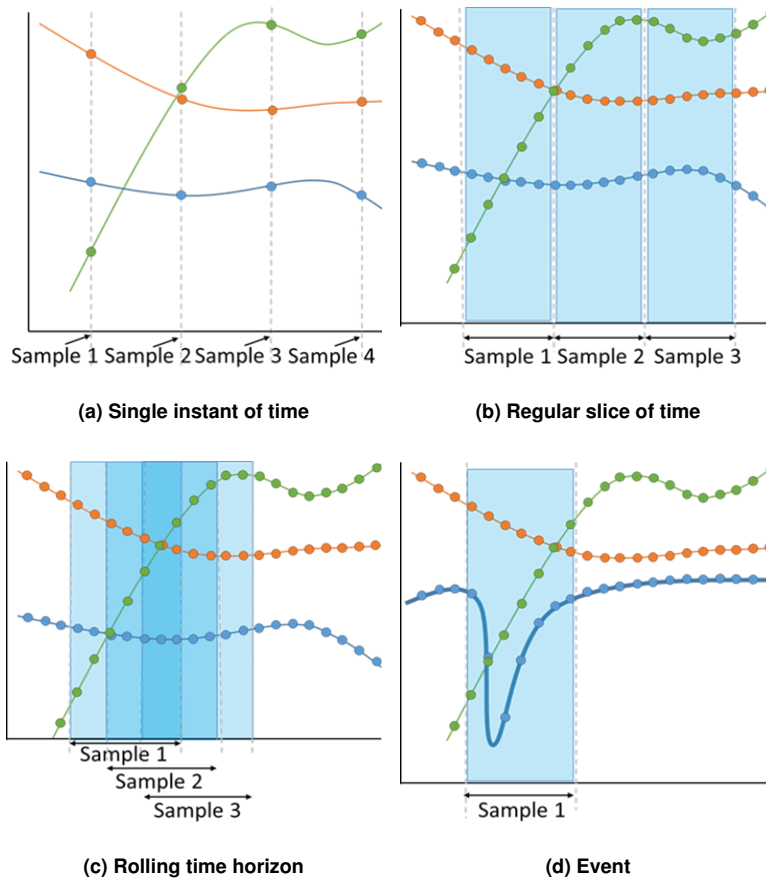 Sample 1 Sample 2 Sample 3 Sample 4
(a) Single instant of time
Sample 1 Sample 2 Sample 3
(b) Regular slice of time
Sample 1
Sample 2
Sample 3
(c) Rolling time horizon
Sample 1
(d) Event